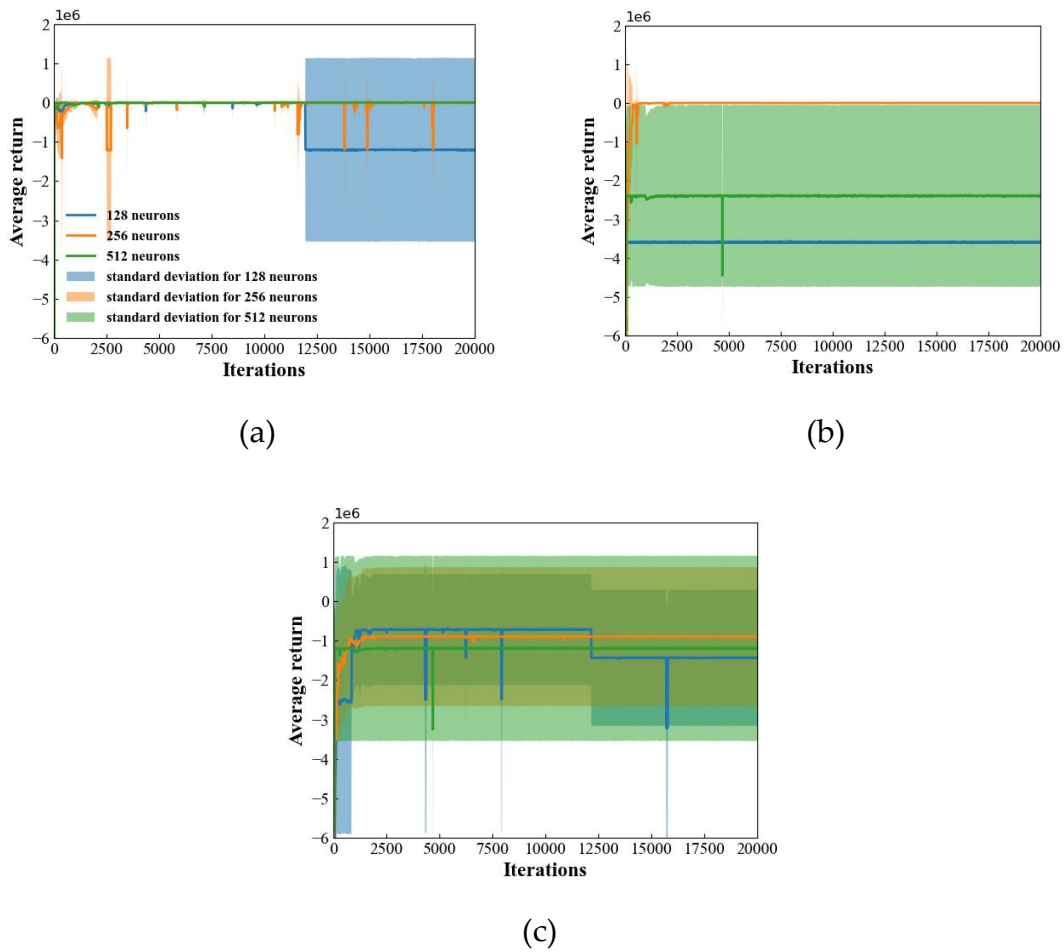 1e6
2
1
0
−1
−2
−3
−4
−5
−6
Average return
128 neurons
256 neurons
512 neurons
standard deviation for 128 neurons
standard deviation for 256 neurons
standard deviation for 512 neurons
0 2500 5000 7500 10000 12500 15000 17500 20000
Iterations
(a)
1e6
2
1
0
−1
−2
−3
−4
−5
−6
Average return
0 2500 5000 7500 10000 12500 15000 17500 20000
Iterations
(b)
1e6
2
1
0
−1
−2
−3
−4
−5
−6
Average return
0 2500 5000 7500 10000 12500 15000 17500 20000
Iterations
(c)